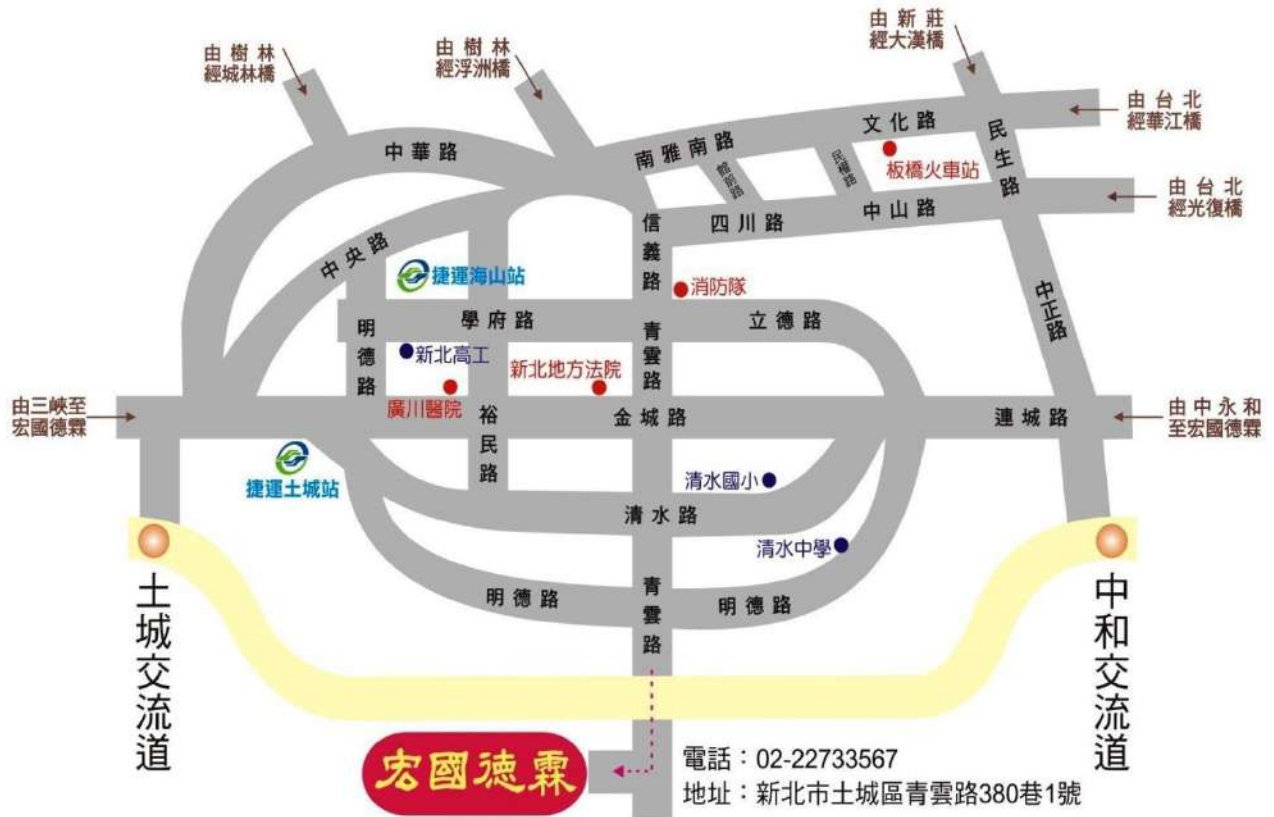 由新莊
經大漢橋
由樹林
經城林橋
由樹林
經浮洲橋
由台北
經華江橋
文化路
民生路
中華路
南雅南路
館前路
民權路
板橋火車站
由台北
經光復橋
信義路
四川路
中山路
中央路
捷運海山站
消防隊
中正路
學府路
立德路
明德路
青雲路
新北高工
新北地方法院
廣川醫院
由三峽至
宏國德霖
裕民路
金城路
連城路
由中永和
至宏國德霖
捷運土城站
清水國小
清水路
清水中學
明德路
青雲路
明德路
土城交流道
中和交流道
宏國德霖
電話：02-22733567
地址：新北市土城區青雲路380巷1號